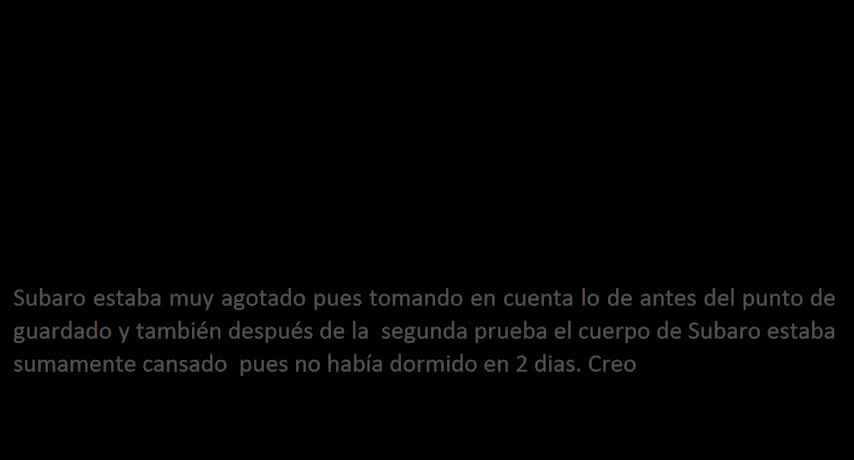 Subaro estaba muy agotado pues tomando en cuenta lo de antes del punto de
guardado y también después de la  segunda prueba el cuerpo de Subaro estaba
sumamente cansado  pues no había dormido en 2 dias. Creo